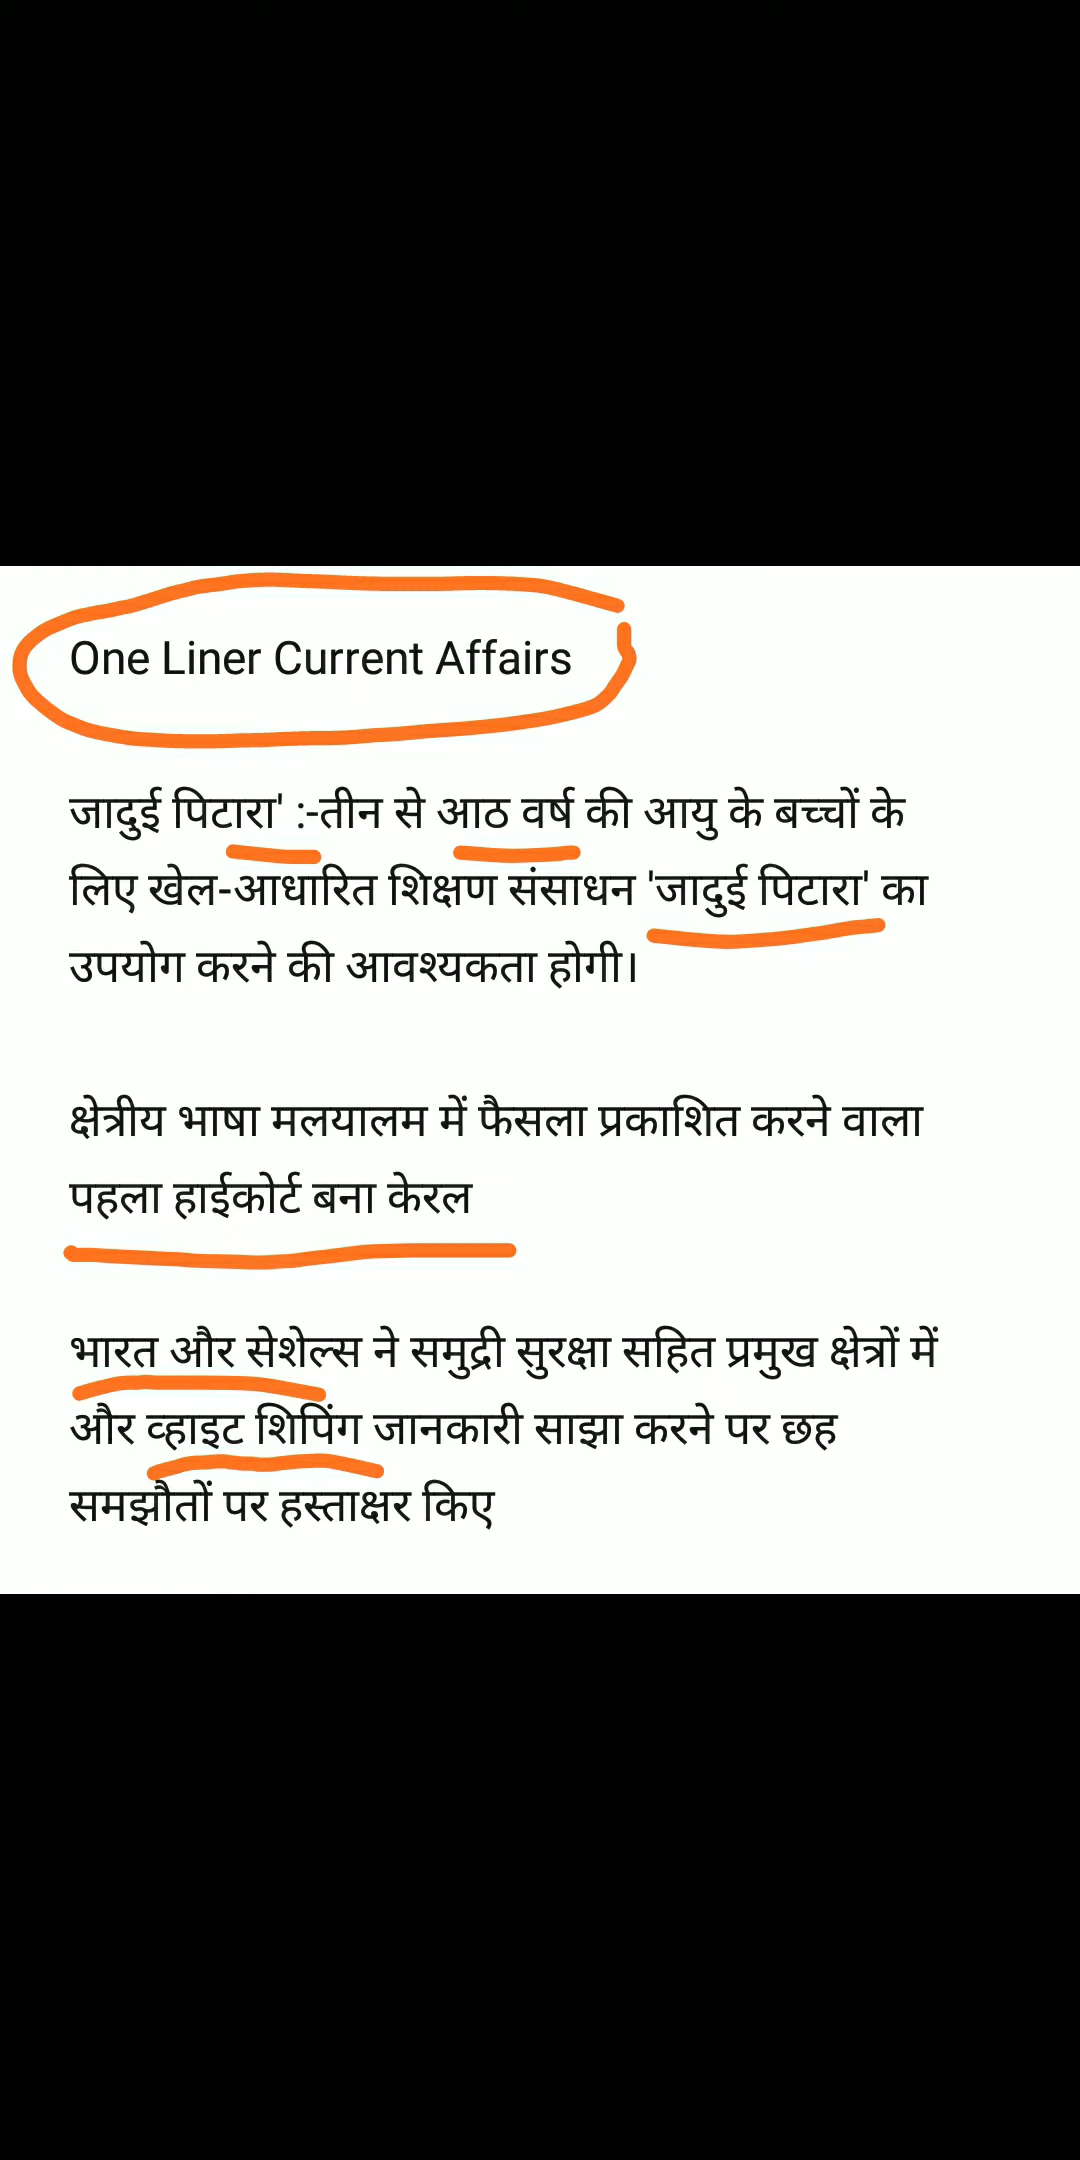 One Liner Current Affairs
जादुई पिटारा' :-तीन से आठ वर्ष की आयु के बच्चों के
लिए खेल-आधारित शिक्षण संसाधन 'जादुई पिटारा' का
उपयोग करने की आवश्यकता होगी।
क्षेत्रीय भाषा मलयालम में फैसला प्रकाशित करने वाला
पहला हाईकोर्ट बना केरल
भारत और सेशेल्स ने समुद्री सुरक्षा सहित प्रमुख क्षेत्रों में
और व्हाइट शिपिंग जानकारी साझा करने पर छह
समझौतों पर हस्ताक्षर किए